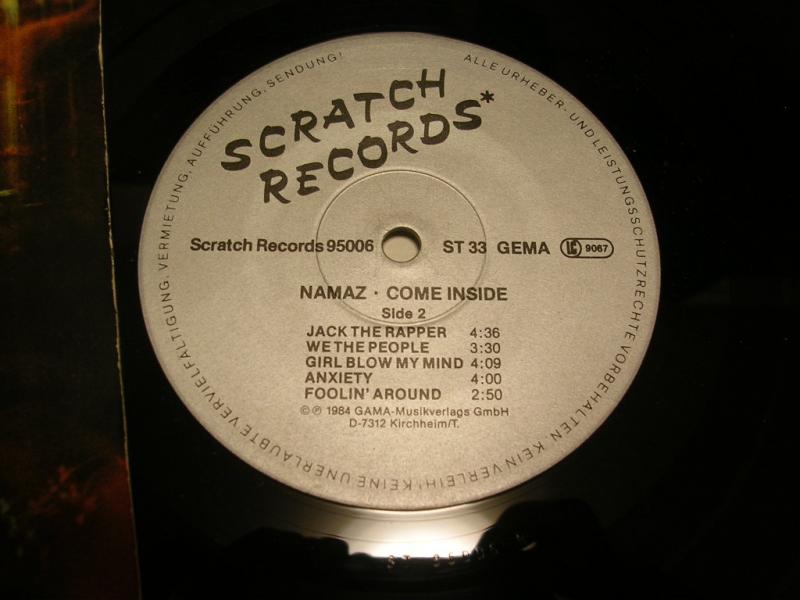 ALLE URHEBER- UND LEISTUNGSSCHUTZRECHTE VORBEHALTEN. KEIN VERLEIH! KEINE UNERLAUBTE VERVIELFÄLTIGUNG. VERMIETUNG, AUFFÜHRUNG, SENDUNG!
SCRATCH
RECORDS*
Scratch Records 95006 ST 33 GEMA LC 9067
NAMAZ · COME INSIDE
Side 2
JACK THE RAPPER 4:36
WE THE PEOPLE 3:30
GIRL BLOW MY MIND 4:09
ANXIETY 4:00
FOOLIN' AROUND 2:50
© ℗ 1984 GAMA-Musikverlags GmbH
D-7312 Kirchheim/T.